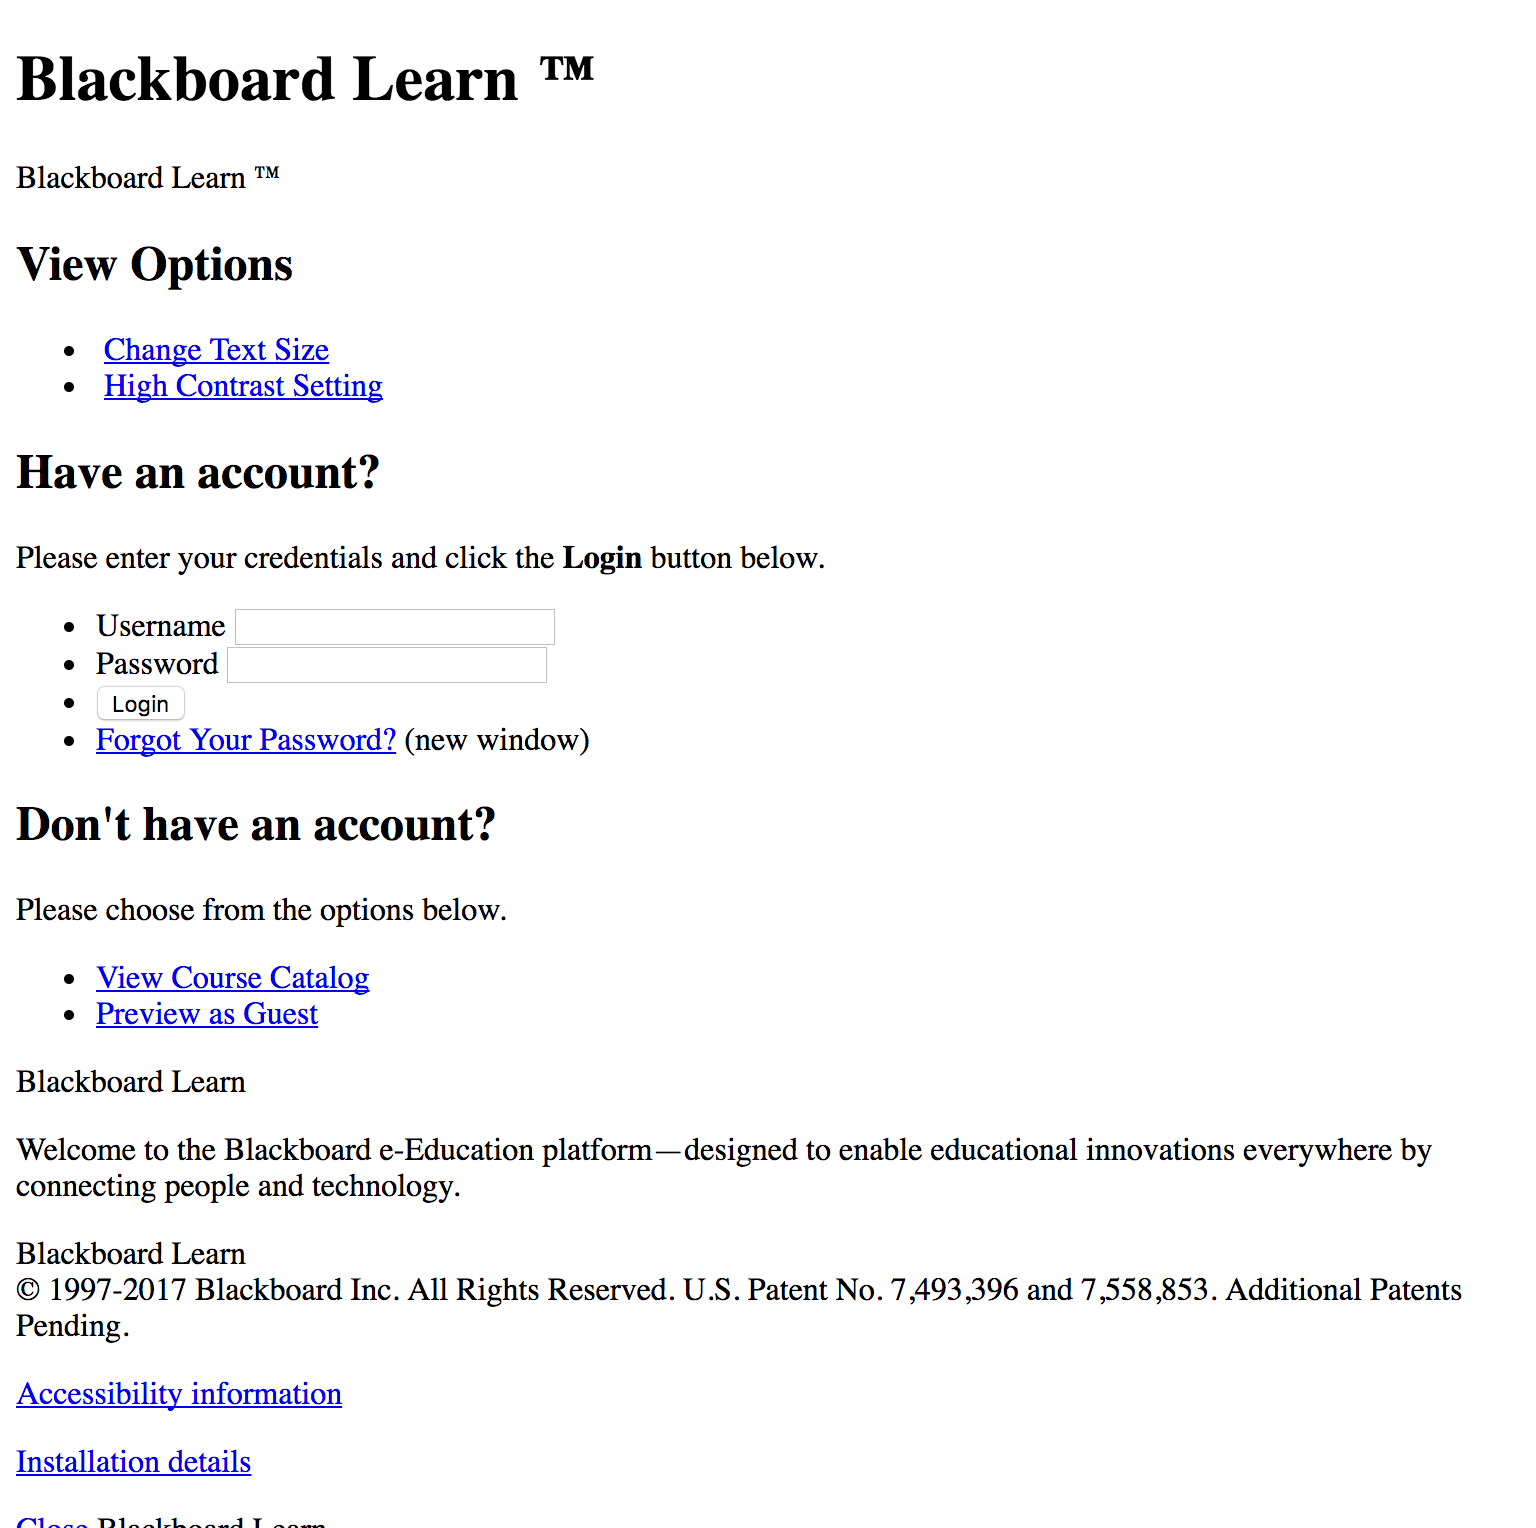 Blackboard Learn ™
Blackboard Learn ™
View Options
Change Text Size
High Contrast Setting
Have an account?
Please enter your credentials and click the Login button below.
Username
Password
Login
Forgot Your Password? (new window)
Don't have an account?
Please choose from the options below.
View Course Catalog
Preview as Guest
Blackboard Learn
Welcome to the Blackboard e-Education platform—designed to enable educational innovations everywhere by
connecting people and technology.
Blackboard Learn
© 1997-2017 Blackboard Inc. All Rights Reserved. U.S. Patent No. 7,493,396 and 7,558,853. Additional Patents
Pending.
Accessibility information
Installation details
Close Blackboard Learn